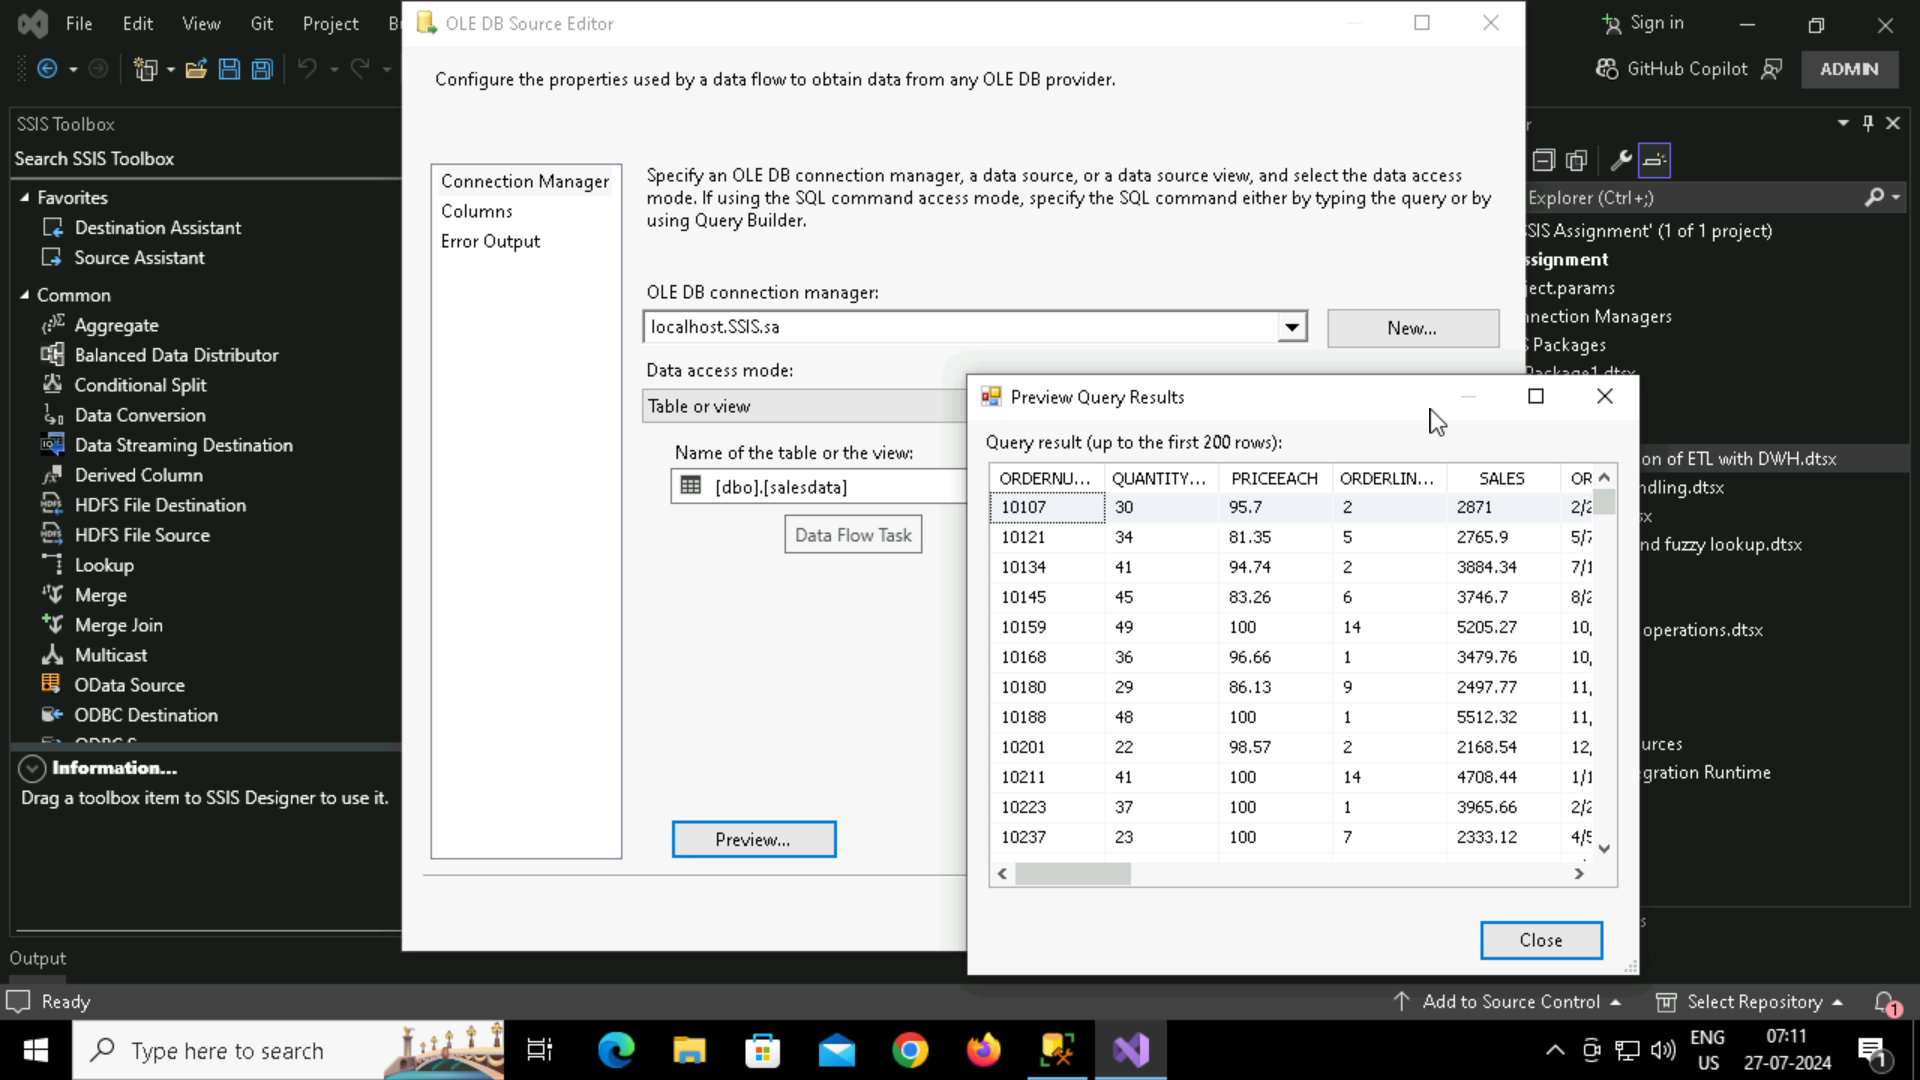 File Edit View Git Project
Sign in
GitHub Copilot
ADMIN
SSIS Toolbox
Search SSIS Toolbox
Favorites
Destination Assistant
Source Assistant
Common
Aggregate
Balanced Data Distributor
Conditional Split
Data Conversion
Data Streaming Destination
Derived Column
HDFS File Destination
HDFS File Source
Lookup
Merge
Merge Join
Multicast
OData Source
ODBC Destination
Information...
Drag a toolbox item to SSIS Designer to use it.
Output
Ready
OLE DB Source Editor
Configure the properties used by a data flow to obtain data from any OLE DB provider.
Connection Manager
Columns
Error Output
Specify an OLE DB connection manager, a data source, or a data source view, and select the data access
mode. If using the SQL command access mode, specify the SQL command either by typing the query or by
using Query Builder.
OLE DB connection manager:
localhost.SSIS.sa
New...
Data access mode:
Table or view
Name of the table or the view:
[dbo].[salesdata]
Data Flow Task
Preview...
Preview Query Results
Query result (up to the first 200 rows):
ORDERNU... QUANTITY... PRICEEACH ORDERLIN... SALES OR
10107 30 95.7 2 2871 2/2
10121 34 81.35 5 2765.9 5/7
10134 41 94.74 2 3884.34 7/1
10145 45 83.26 6 3746.7 8/2
10159 49 100 14 5205.27 10,
10168 36 96.66 1 3479.76 10,
10180 29 86.13 9 2497.77 11,
10188 48 100 1 5512.32 11,
10201 22 98.57 2 2168.54 12,
10211 41 100 14 4708.44 1/1
10223 37 100 1 3965.66 2/2
10237 23 100 7 2333.12 4/5
Close
Explorer (Ctrl+;)
SSIS Assignment' (1 of 1 project)
ssignment
ject.params
nnection Managers
S Packages
Package1.dtsx
on of ETL with DWH.dtsx
ndling.dtsx
sx
nd fuzzy lookup.dtsx
operations.dtsx
urces
gration Runtime
Add to Source Control
Select Repository
1
Type here to search
ENG
US
07:11
27-07-2024
1